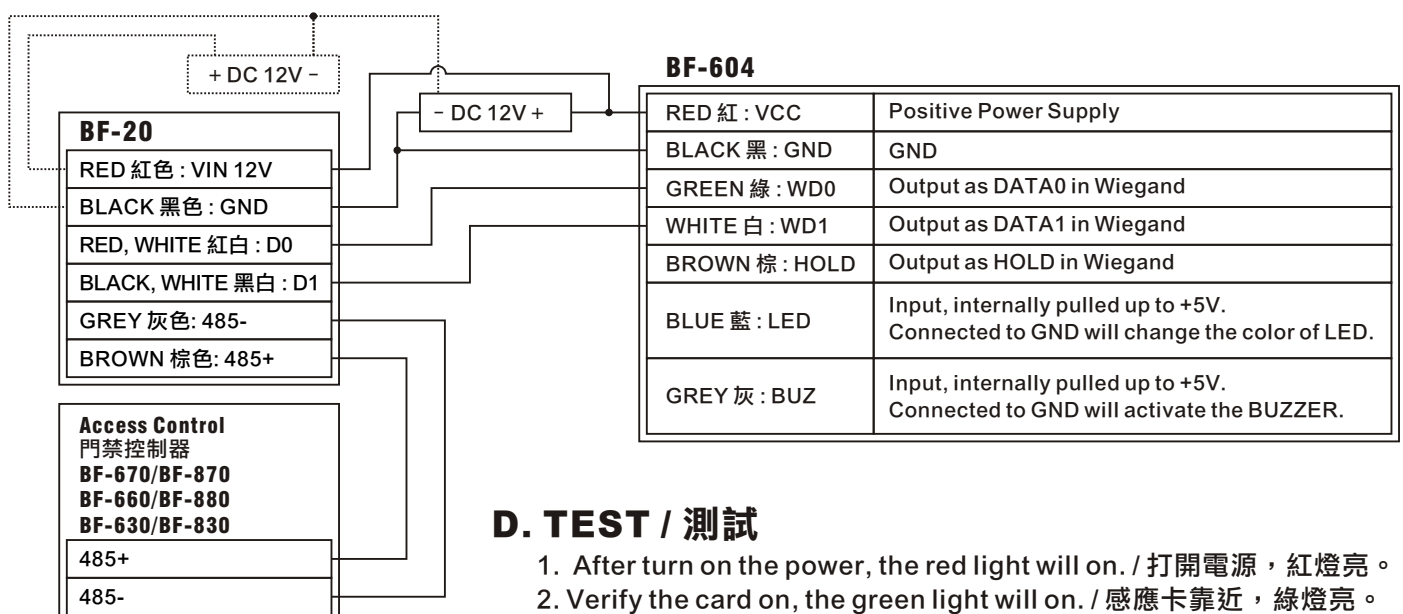 + DC 12V -
- DC 12V +
BF-20
RED 紅色 : VIN 12V
BLACK 黑色 : GND
RED, WHITE 紅白 : D0
BLACK, WHITE 黑白 : D1
GREY 灰色: 485-
BROWN 棕色: 485+
Access Control
門禁控制器
BF-670/BF-870
BF-660/BF-880
BF-630/BF-830
485+
485-
BF-604
RED 紅 : VCC Positive Power Supply
BLACK 黑 : GND GND
GREEN 綠 : WD0 Output as DATA0 in Wiegand
WHITE 白 : WD1 Output as DATA1 in Wiegand
BROWN 棕 : HOLD Output as HOLD in Wiegand
BLUE 藍 : LED Input, internally pulled up to +5V.
Connected to GND will change the color of LED.
GREY 灰 : BUZ Input, internally pulled up to +5V.
Connected to GND will activate the BUZZER.
D. TEST / 測試
1. After turn on the power, the red light will on. / 打開電源，紅燈亮。
2. Verify the card on, the green light will on. / 感應卡靠近，綠燈亮。